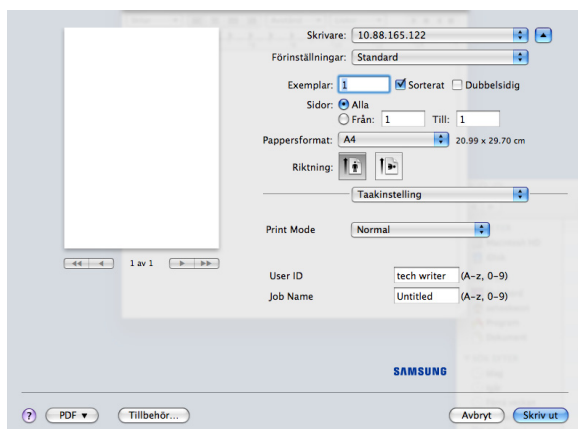 Skrivare: 10.88.165.122
Förinställningar: Standard
Exemplar: 1 Sorterat Dubbelsidig
Sidor: Alla
Från: 1 Till: 1
Pappersformat: A4 20.99 x 29.70 cm
Riktning:
Taakinstelling
Print Mode Normal
1 av 1
User ID tech writer (A-z, 0-9)
Job Name Untitled (A-z, 0-9)
SAMSUNG
? PDF ▼ Tillbehör... Avbryt Skriv ut